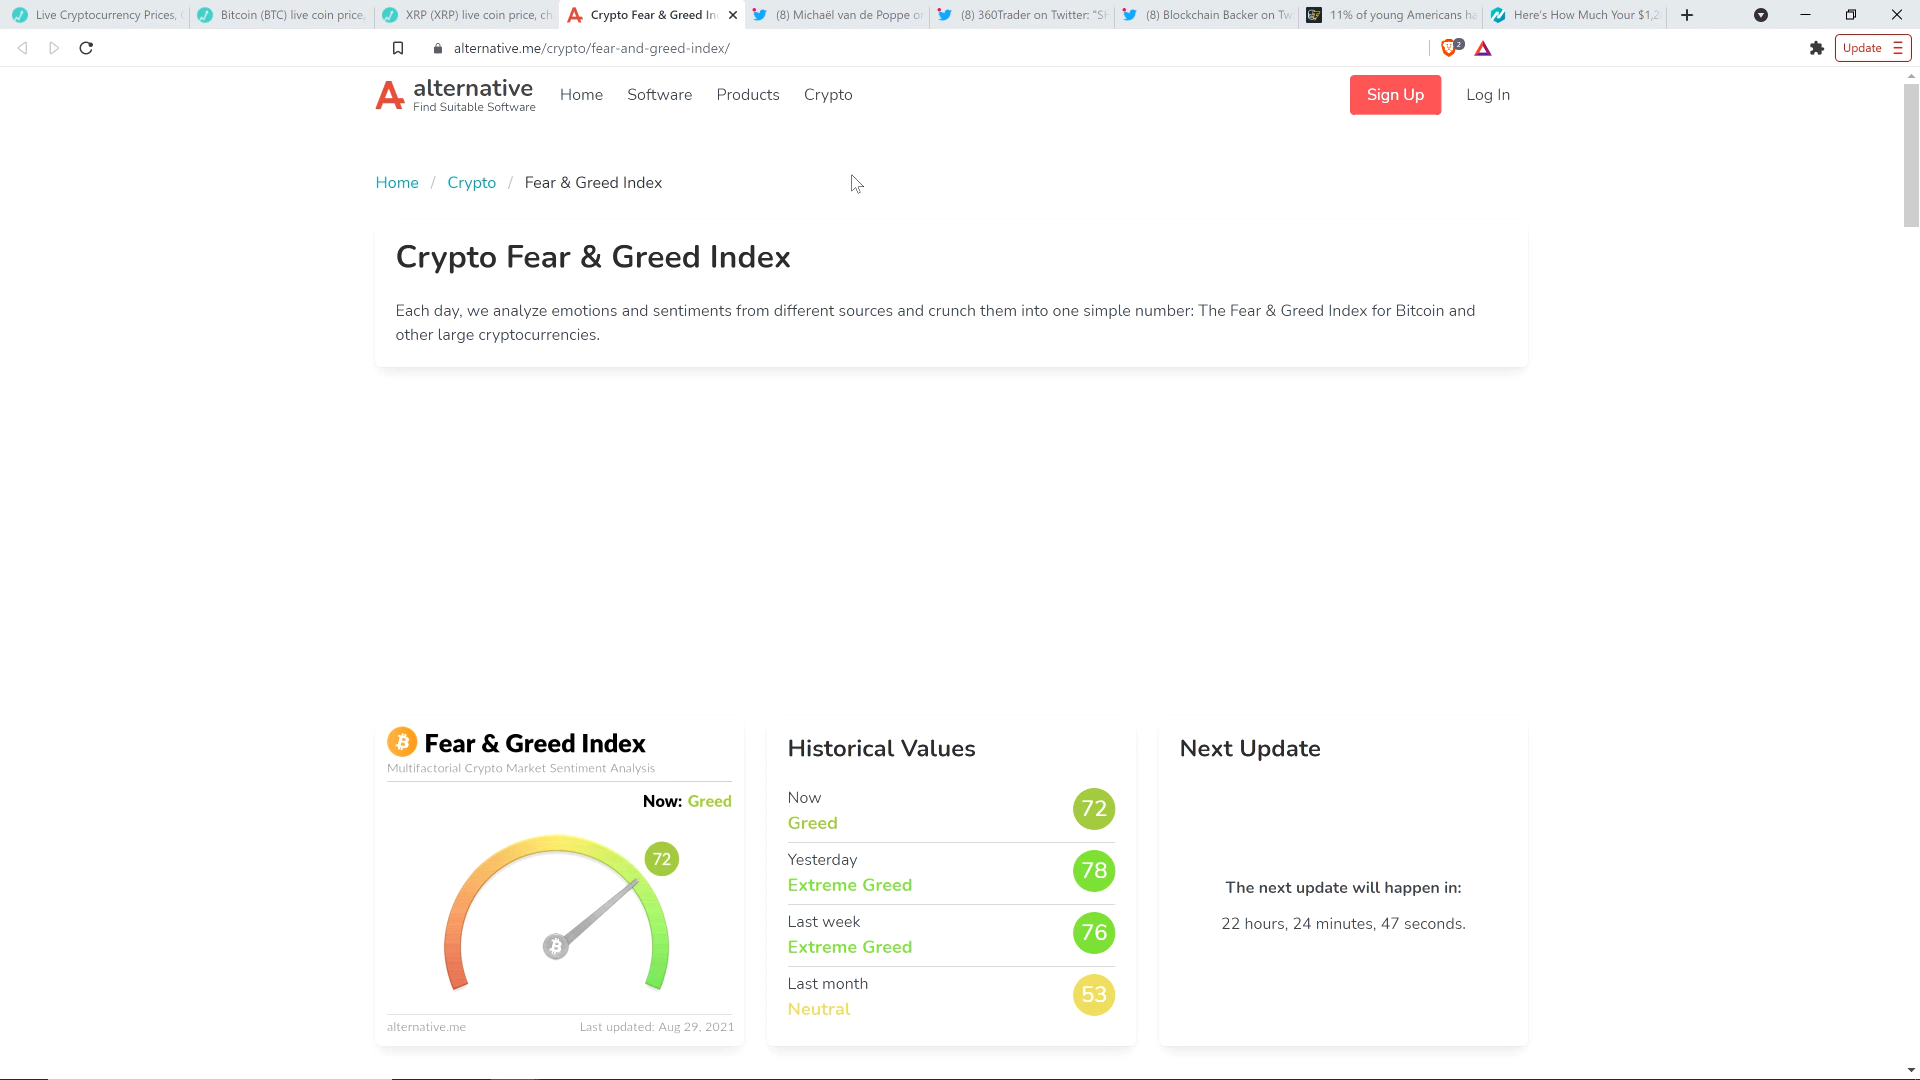 Live Cryptocurrency Prices,
Bitcoin (BTC) live coin price,
XRP (XRP) live coin price, ch
Crypto Fear & Greed In
(8) Michaël van de Poppe o
(8) 360Trader on Twitter: "S
(8) Blockchain Backer on Tw
11% of young Americans ha
Here's How Much Your $1,2
alternative.me/crypto/fear-and-greed-index/
2
Update
alternative
Find Suitable Software
Home
Software
Products
Crypto
Sign Up
Log In
Home / Crypto / Fear & Greed Index
Crypto Fear & Greed Index
Each day, we analyze emotions and sentiments from different sources and crunch them into one simple number: The Fear & Greed Index for Bitcoin and
other large cryptocurrencies.
Fear & Greed Index
Multifactorial Crypto Market Sentiment Analysis
Now: Greed
72
alternative.me
Last updated: Aug 29, 2021
Historical Values
Now
Greed
72
Yesterday
Extreme Greed
78
Last week
Extreme Greed
76
Last month
Neutral
53
Next Update
The next update will happen in:
22 hours, 24 minutes, 47 seconds.